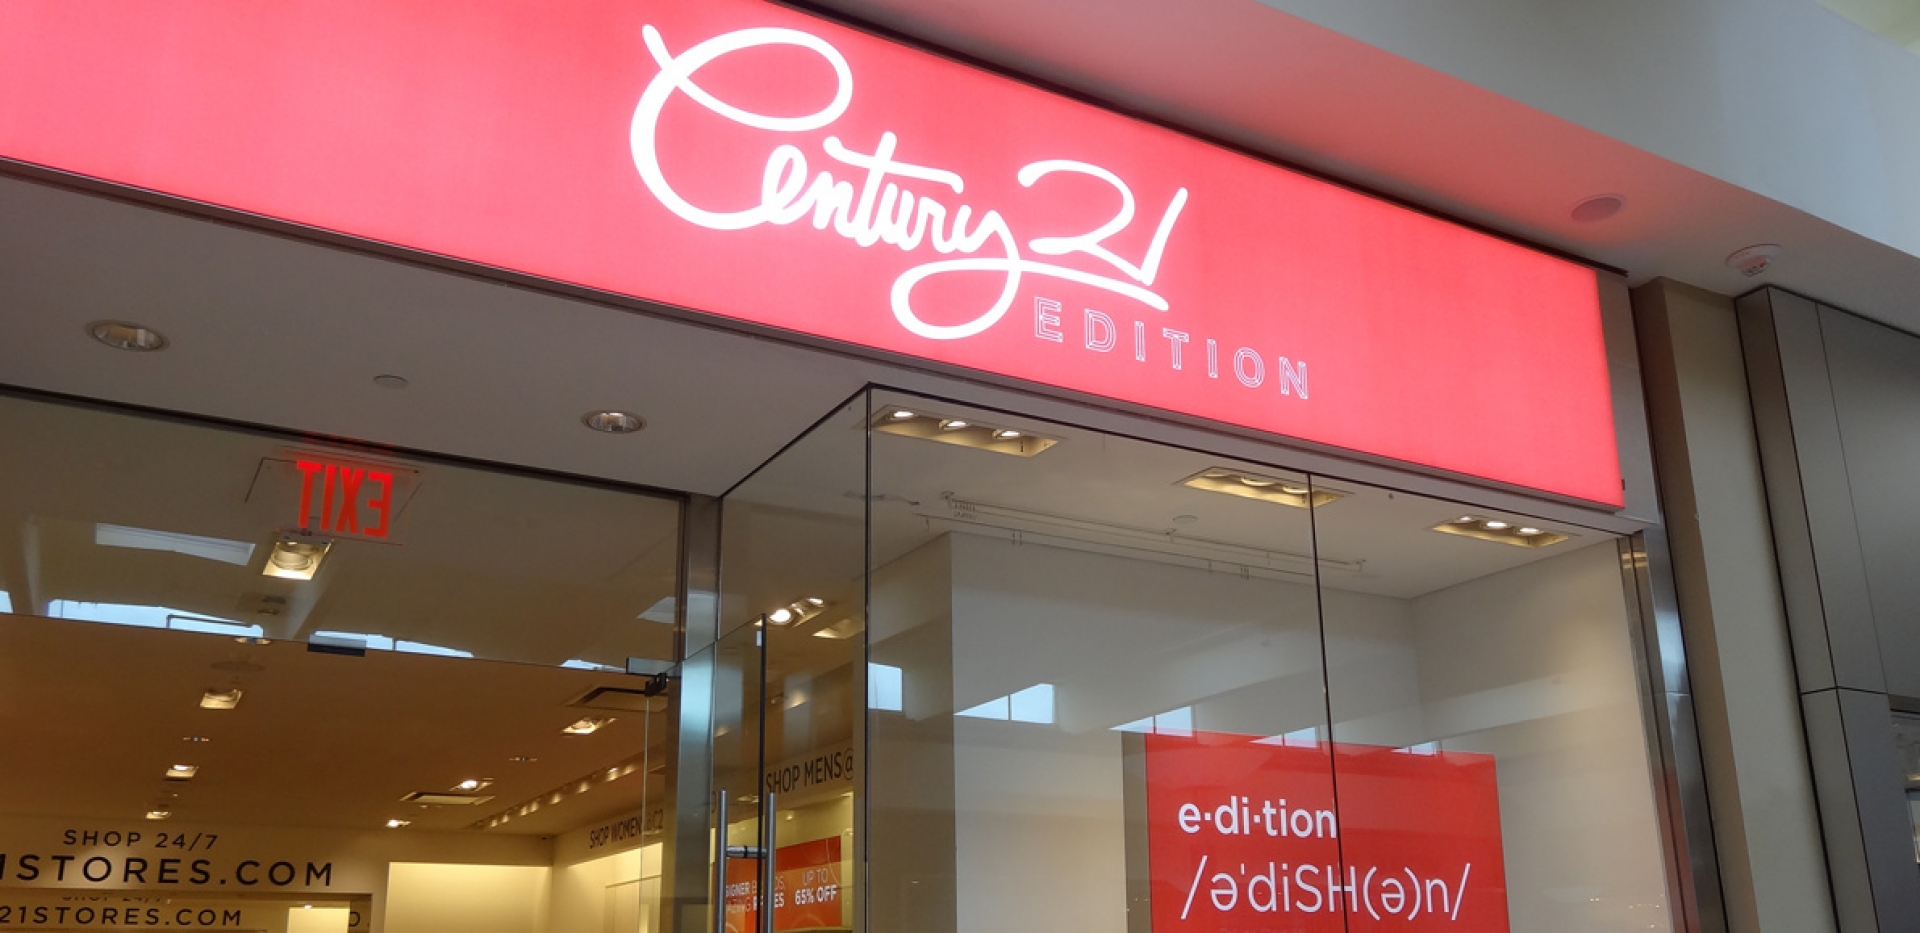 Century 21
EDITION
EXIT
e·di·tion
/əˈdiSH(ə)n/
SHOP MENS@
SHOP WOMEN
SHOP 24/7
1STORES.COM
21STORES.COM
UP TO
65% OFF